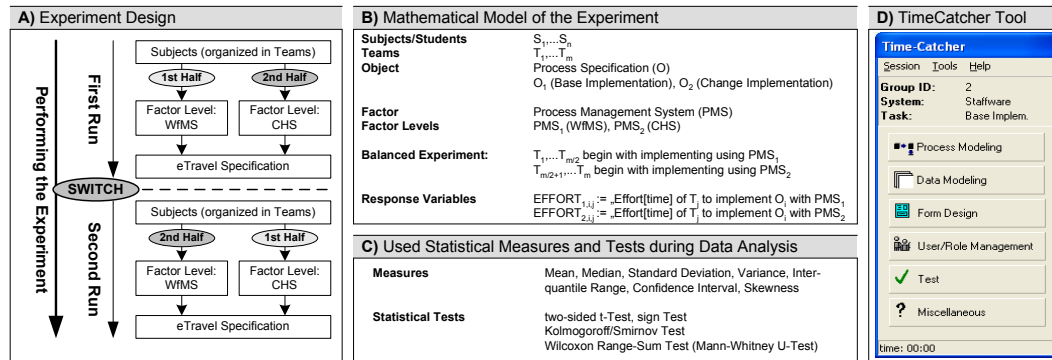 A) Experiment Design
Performing the Experiment
First Run
Second Run
SWITCH
Subjects (organized in Teams)
1st Half
2nd Half
Factor Level:
WfMS
Factor Level:
CHS
eTravel Specification
Subjects (organized in Teams)
2nd Half
1st Half
Factor Level:
WfMS
Factor Level:
CHS
eTravel Specification
B) Mathematical Model of the Experiment
Subjects/Students S1,...Sn
Teams T1,...Tm
Object Process Specification (O)
O1 (Base Implementation), O2 (Change Implementation)
Factor Process Management System (PMS)
Factor Levels PMS1 (WfMS), PMS2 (CHS)
Balanced Experiment: T1,...Tm/2 begin with implementing using PMS1
Tm/2+1,...Tm begin with implementing using PMS2
Response Variables EFFORT1,i,j := „Effort[time] of Tj to implement Oi with PMS1
EFFORT2,i,j := „Effort[time] of Tj to implement Oi with PMS2
C) Used Statistical Measures and Tests during Data Analysis
Measures Mean, Median, Standard Deviation, Variance, Inter-
quantile Range, Confidence Interval, Skewness
Statistical Tests two-sided t-Test, sign Test
Kolmogoroff/Smirnov Test
Wilcoxon Range-Sum Test (Mann-Whitney U-Test)
D) TimeCatcher Tool
Time-Catcher
Session Tools Help
Group ID: 2
System: Staffware
Task: Base Implem.
Process Modeling
Data Modeling
Form Design
User/Role Management
Test
? Miscellaneous
time: 00:00